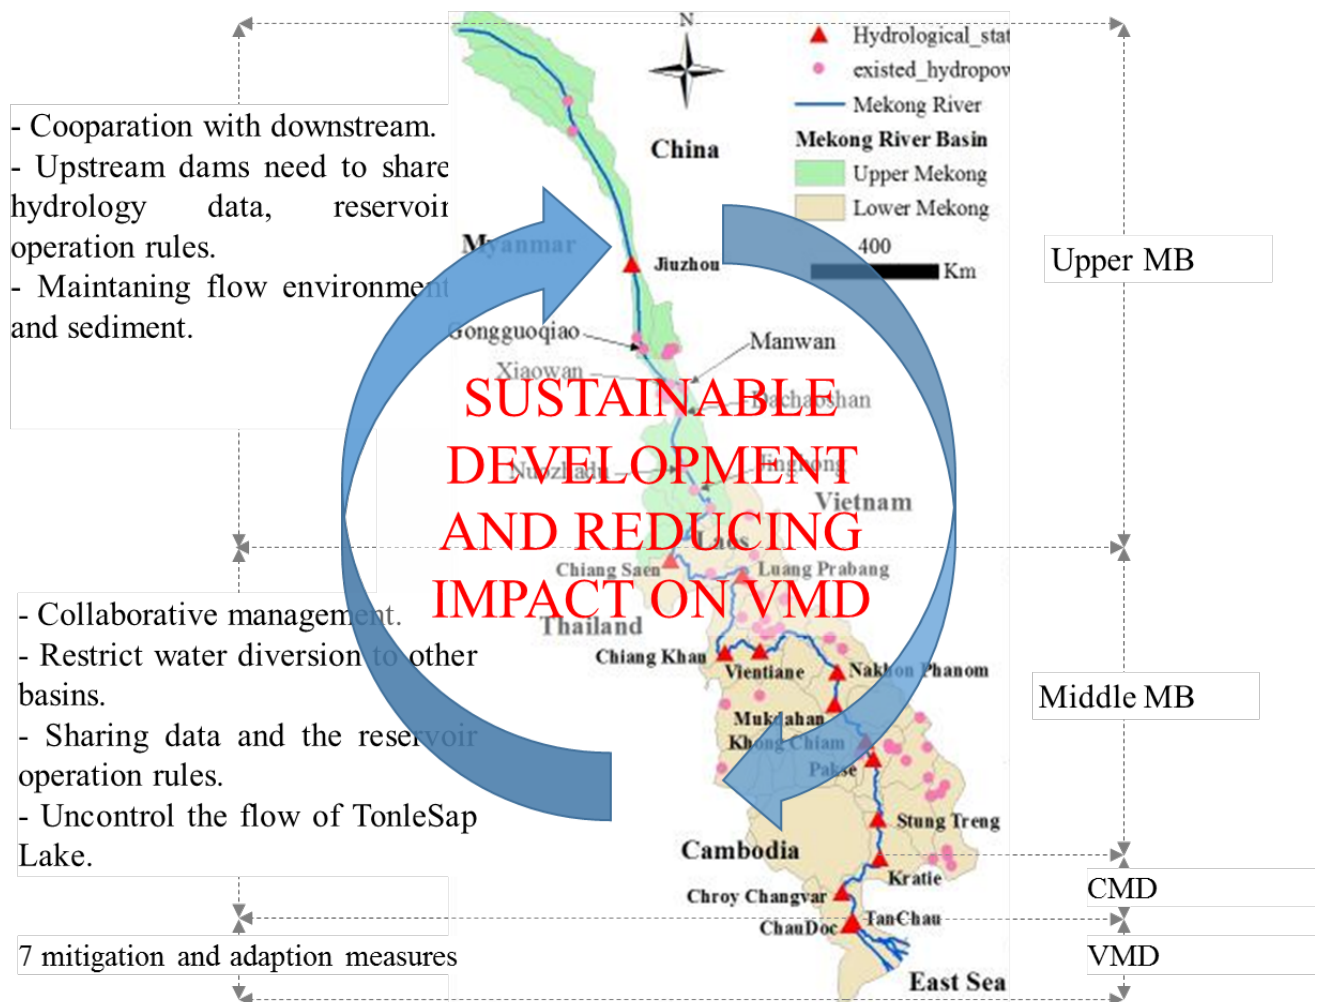 N
Hydrological_stat
existed_hydropow
Mekong River
Mekong River Basin
Upper Mekong
Lower Mekong
400
Km
- Cooparation with downstream.
- Upstream dams need to share
hydrology data, reservoir
operation rules.
- Maintaning flow environment
and sediment.
China
Myanmar
Jiuzhou
Upper MB
Gongguoqiao
Manwan
Xiaowan
Dachaoshan
SUSTAINABLE
DEVELOPMENT
AND REDUCING
IMPACT ON VMD
Nuozhadu
Jinghong
Vietnam
Laos
Chiang Saen
Luang Prabang
Thailand
- Collaborative management.
- Restrict water diversion to other
basins.
- Sharing data and the reservoir
operation rules.
- Uncontrol the flow of TonleSap
Lake.
Chiang Khau
Vientiane
Nakhon Phanom
Middle MB
Mukdahan
Khong Chiam
Pakse
Stung Treng
Cambodia
Kratie
CMD
Chroy Changvar
TanChau
ChauDoc
7 mitigation and adaption measures
VMD
East Sea